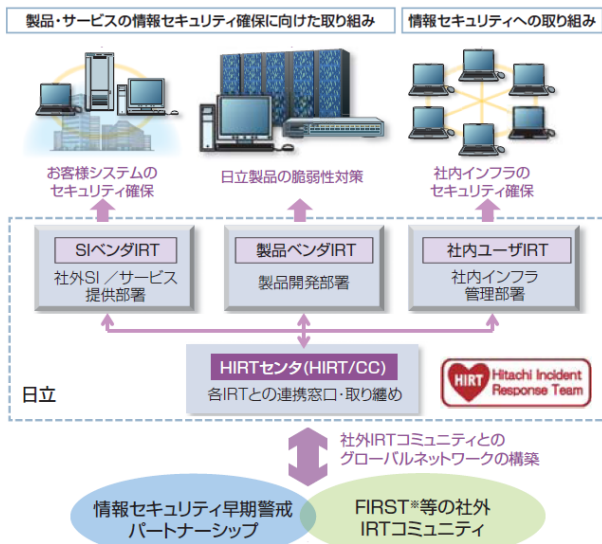 製品・サービスの情報セキュリティ確保に向けた取り組み
情報セキュリティへの取り組み
お客様システムの
セキュリティ確保
日立製品の脆弱性対策
社内インフラの
セキュリティ確保
SIベンダIRT
社外SI／サービス
提供部署
製品ベンダIRT
製品開発部署
社内ユーザIRT
社内インフラ
管理部署
HIRTセンタ(HIRT/CC)
各IRTとの連携窓口・取り纏め
日立
HIRT
Hitachi Incident
Response Team
社外IRTコミュニティとの
グローバルネットワークの構築
情報セキュリティ早期警戒
パートナーシップ
FIRST※等の社外
IRTコミュニティ